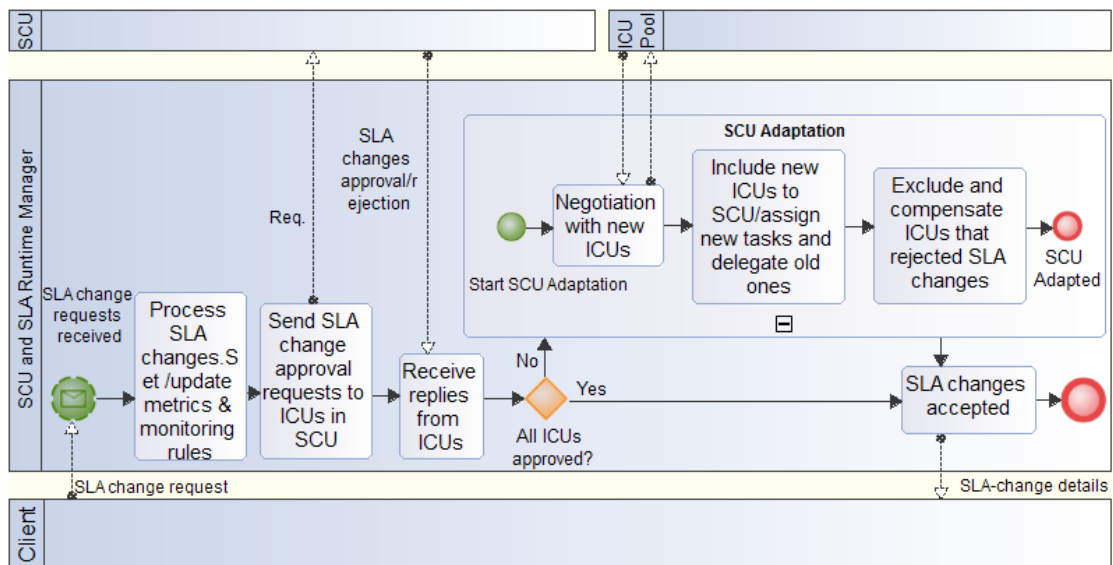 SCU
ICU
Pool
SCU and SLA Runtime Manager
SLA change
requests
received
Process
SLA
changes.S
et /update
metrics &
monitoring
rules
Req.
Send SLA
change
approval
requests to
ICUs in
SCU
SLA
changes
approval/r
ejection
Receive
replies
from ICUs
All ICUs
approved?
No
Yes
SCU Adaptation
Start SCU Adaptation
Negotiation
with new
ICUs
Include new
ICUs to
SCU/assign
new tasks and
delegate old
ones
Exclude and
compensate
ICUs that
rejected SLA
changes
SCU
Adapted
SLA changes
accepted
SLA change request
SLA-change details
Client